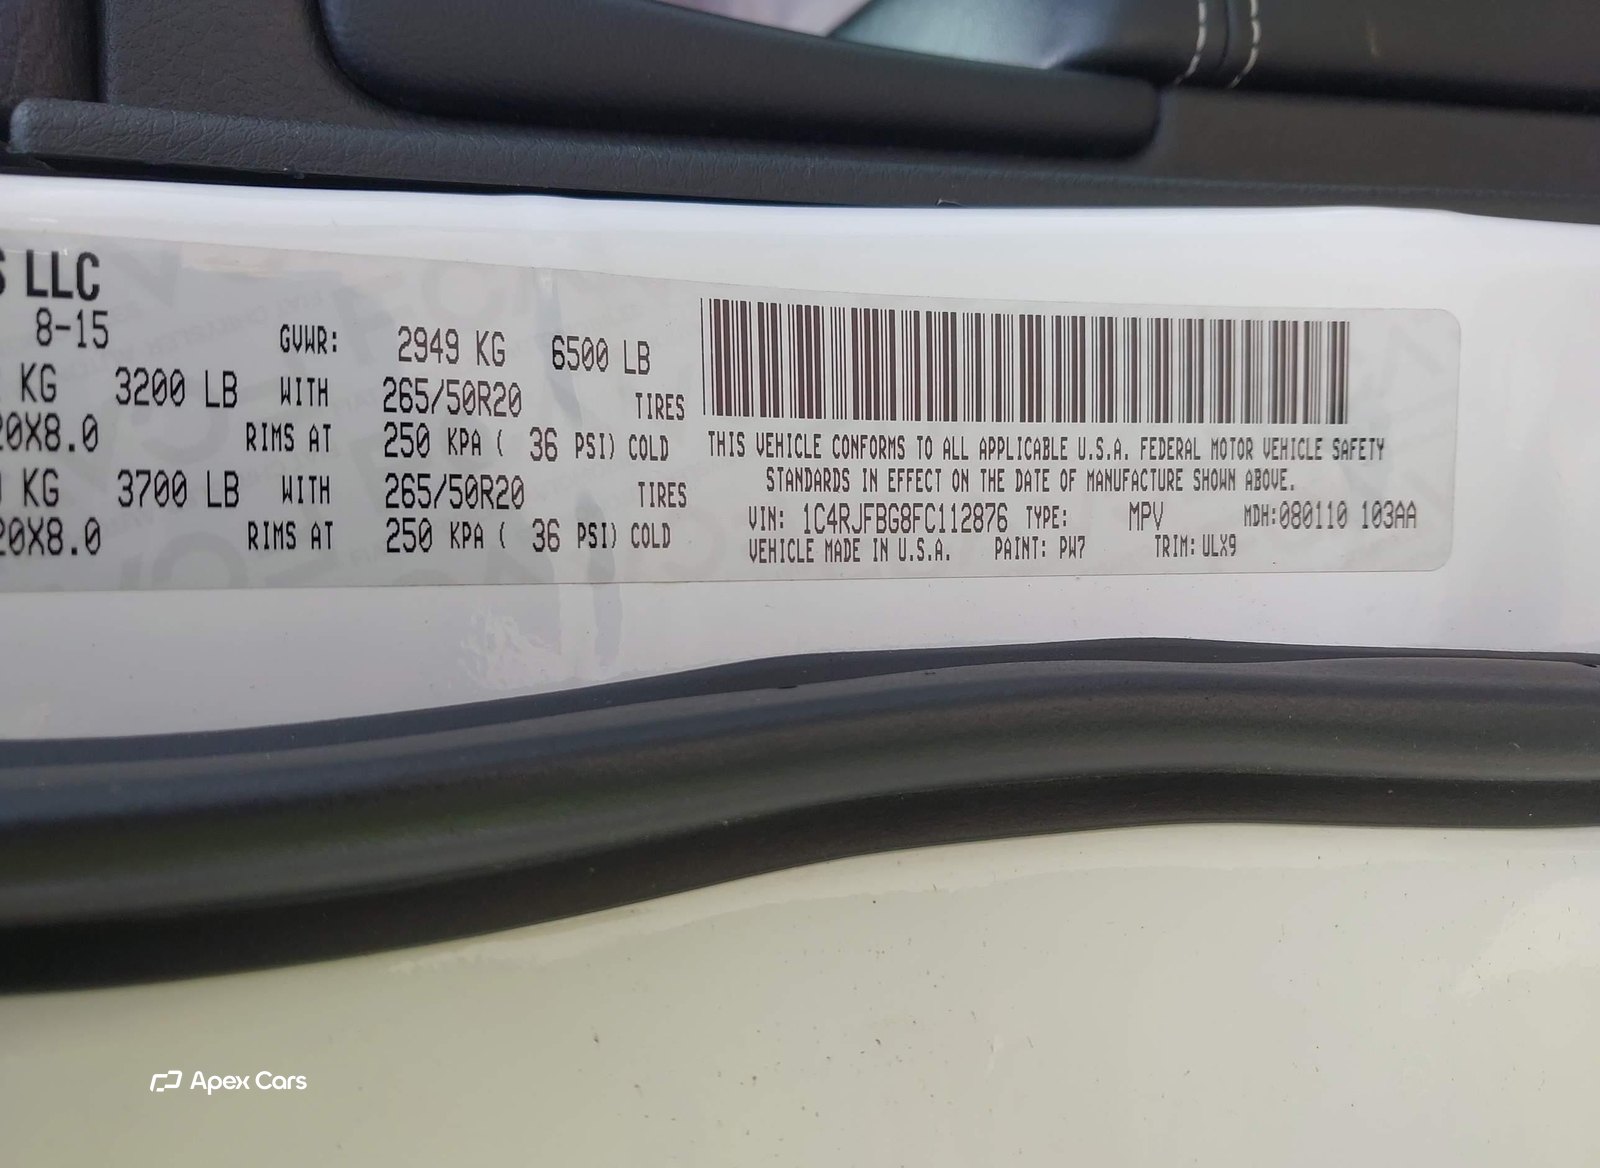 S LLC
8-15 GVWR: 2949 KG 6500 LB
KG 3200 LB WITH 265/50R20 TIRES
20X8.0 RIMS AT 250 KPA ( 36 PSI) COLD
KG 3700 LB WITH 265/50R20 TIRES
20X8.0 RIMS AT 250 KPA ( 36 PSI) COLD
THIS VEHICLE CONFORMS TO ALL APPLICABLE U.S.A. FEDERAL MOTOR VEHICLE SAFETY
STANDARDS IN EFFECT ON THE DATE OF MANUFACTURE SHOWN ABOVE.
VIN: 1C4RJFBG8FC112876 TYPE: MPV MDH:080110 103AA
VEHICLE MADE IN U.S.A. PAINT: PW7 TRIM: ULX9
Apex Cars